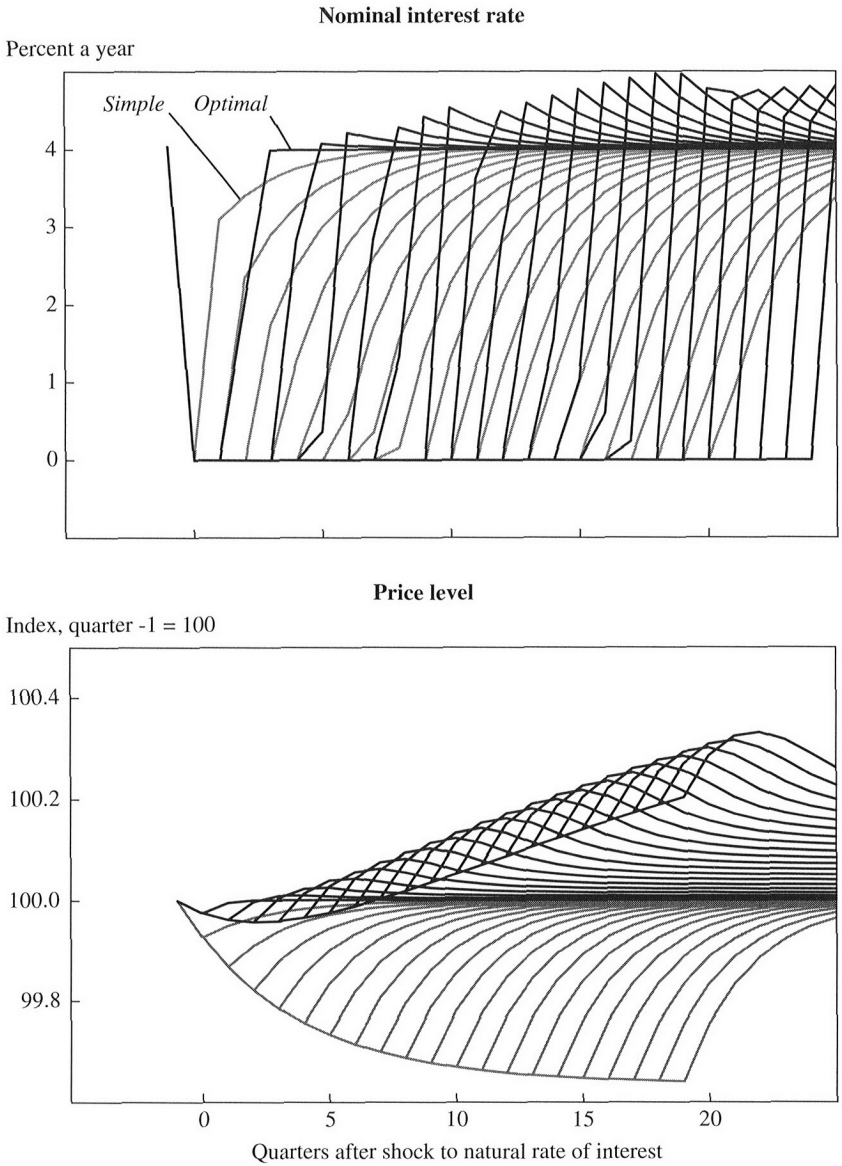 Nominal interest rate
Percent a year
Simple Optimal
4
3
2
1
0
Price level
Index, quarter -1 = 100
100.4
100.2
100.0
99.8
0 5 10 15 20
Quarters after shock to natural rate of interest